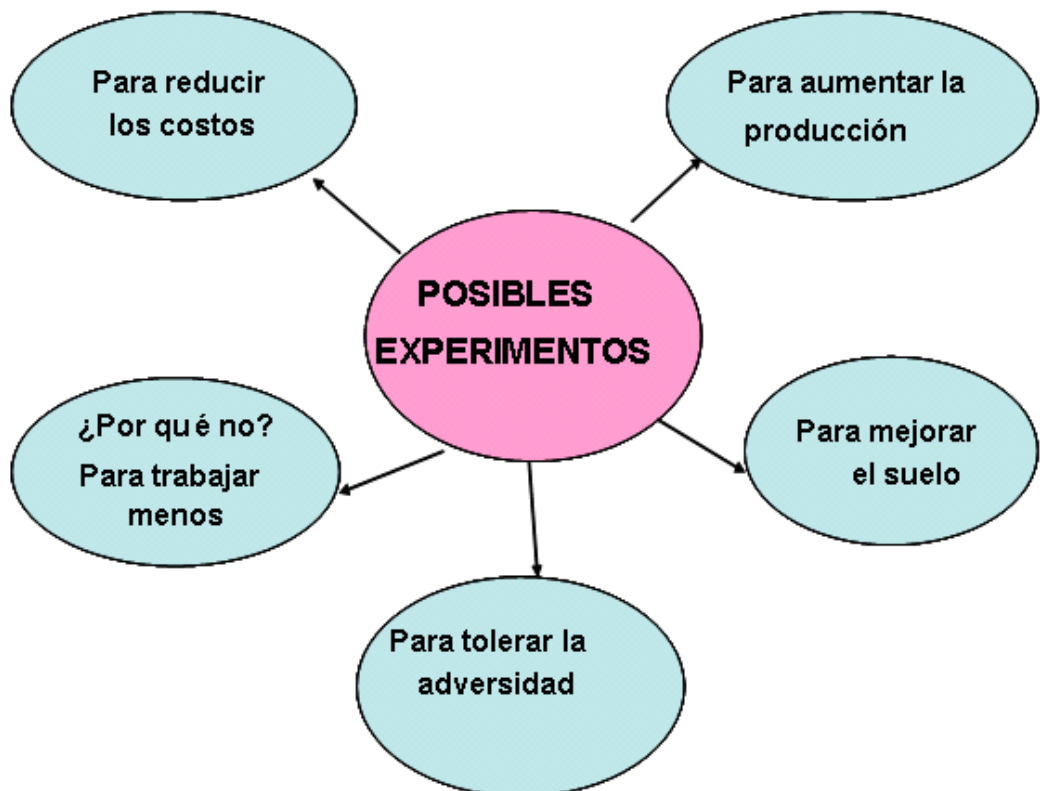 Para reducir
los costos
Para aumentar la
producción
POSIBLES
EXPERIMENTOS
¿Por qué no?
Para trabajar
menos
Para mejorar
el suelo
Para tolerar la
adversidad